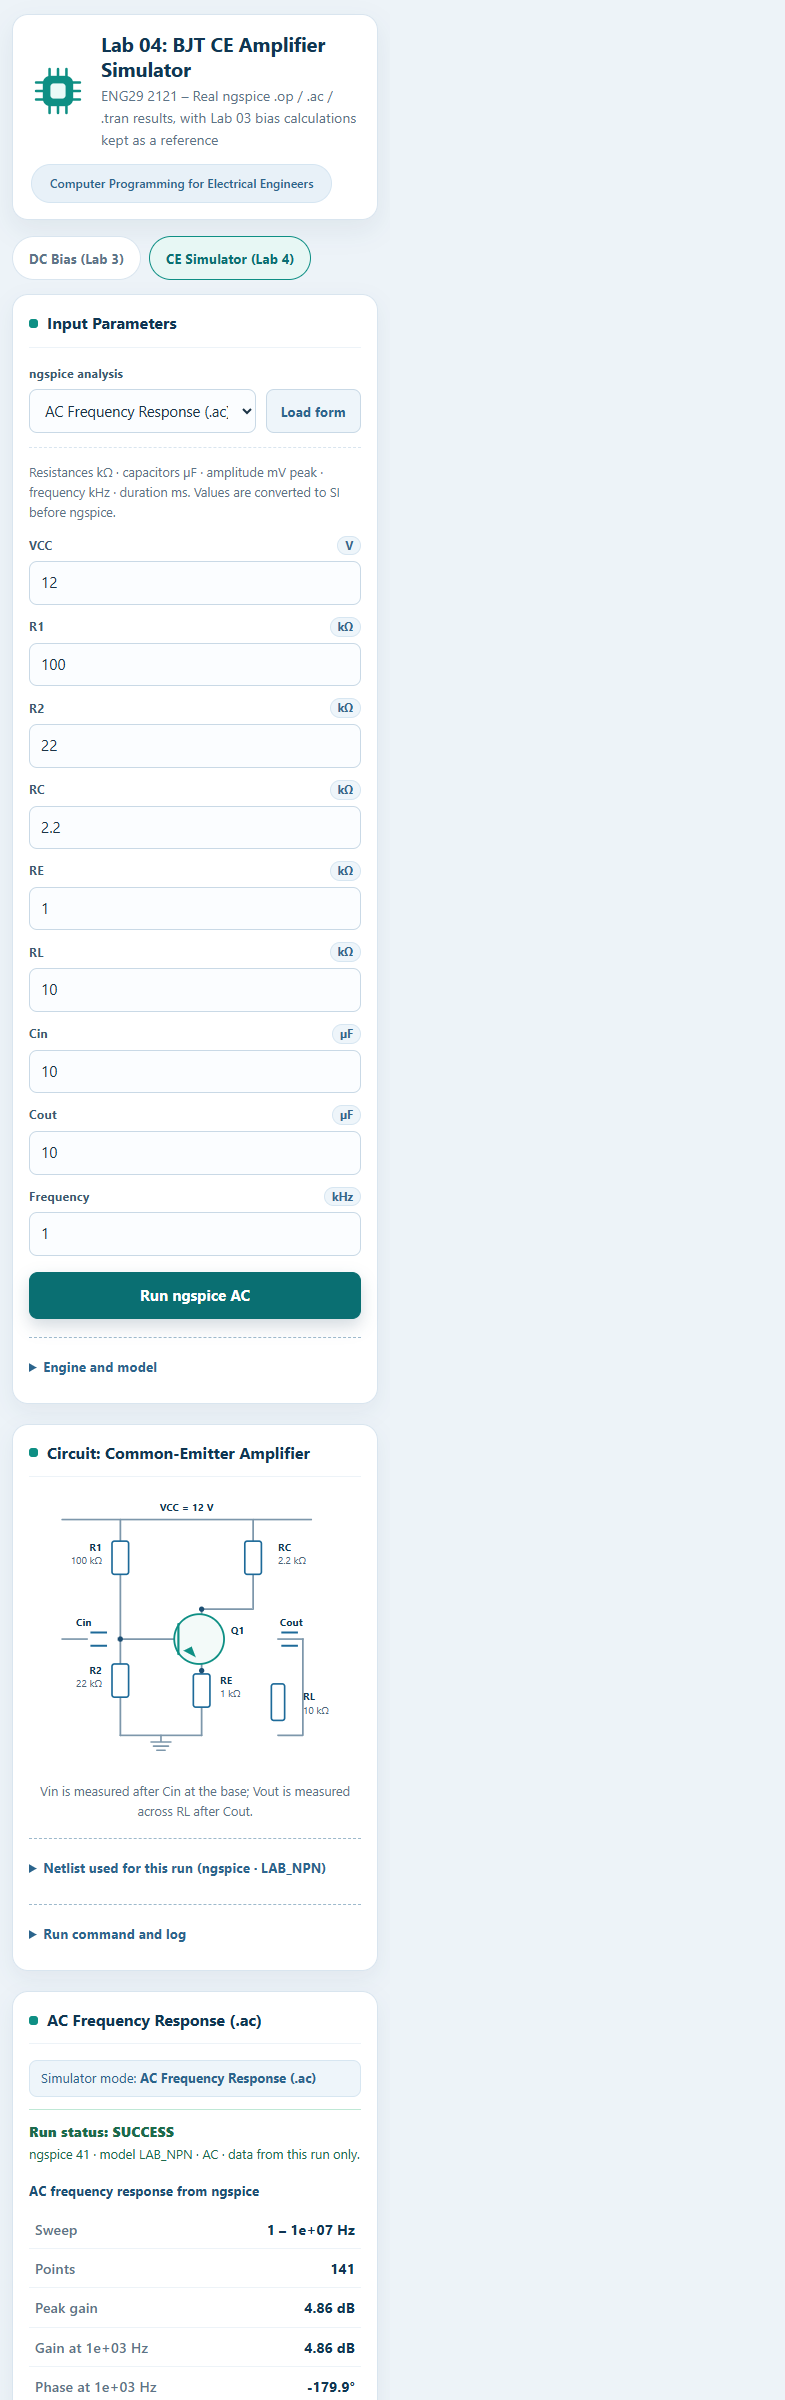 Lab 04: BJT CE Amplifier
Simulator
ENG29 2121 – Real ngspice .op / .ac /
.tran results, with Lab 03 bias calculations
kept as a reference
Computer Programming for Electrical Engineers
DC Bias (Lab 3)
CE Simulator (Lab 4)
Input Parameters
ngspice analysis
AC Frequency Response (.ac)
Load form
Resistances kΩ · capacitors µF · amplitude mV peak ·
frequency kHz · duration ms. Values are converted to SI
before ngspice.
VCC V
12
R1 kΩ
100
R2 kΩ
22
RC kΩ
2.2
RE kΩ
1
RL kΩ
10
Cin µF
10
Cout µF
10
Frequency kHz
1
Run ngspice AC
Engine and model
Circuit: Common-Emitter Amplifier
VCC = 12 V
R1
100 kΩ
RC
2.2 kΩ
Cin
Q1
Cout
R2
22 kΩ
RE
1 kΩ
RL
10 kΩ
Vin is measured after Cin at the base; Vout is measured
across RL after Cout.
Netlist used for this run (ngspice · LAB_NPN)
Run command and log
AC Frequency Response (.ac)
Simulator mode: AC Frequency Response (.ac)
Run status: SUCCESS
ngspice 41 · model LAB_NPN · AC · data from this run only.
AC frequency response from ngspice
Sweep 1 – 1e+07 Hz
Points 141
Peak gain 4.86 dB
Gain at 1e+03 Hz 4.86 dB
Phase at 1e+03 Hz -179.9°